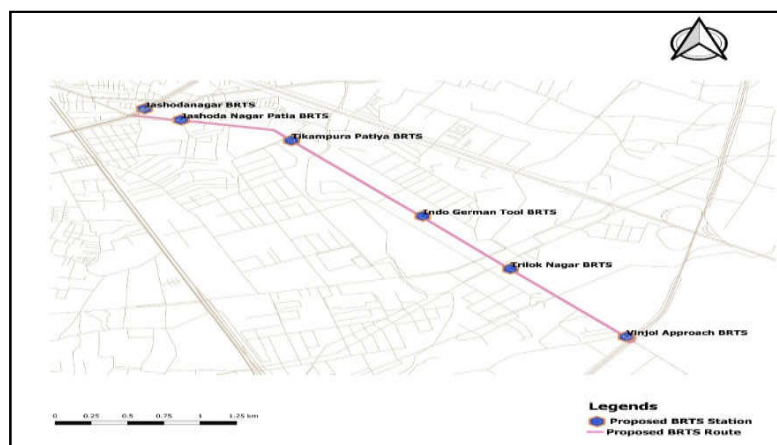 Jashodanagar BRTS
Jashoda Nagar Patia BRTS
Tikampura Patiya BRTS
Indo German Tool BRTS
Trilok Nagar BRTS
Vinjol Approach BRTS
0 0.25 0.5 0.75 1 1.25 km
Legends
Proposed BRTS Station
Proposed BRTS Route